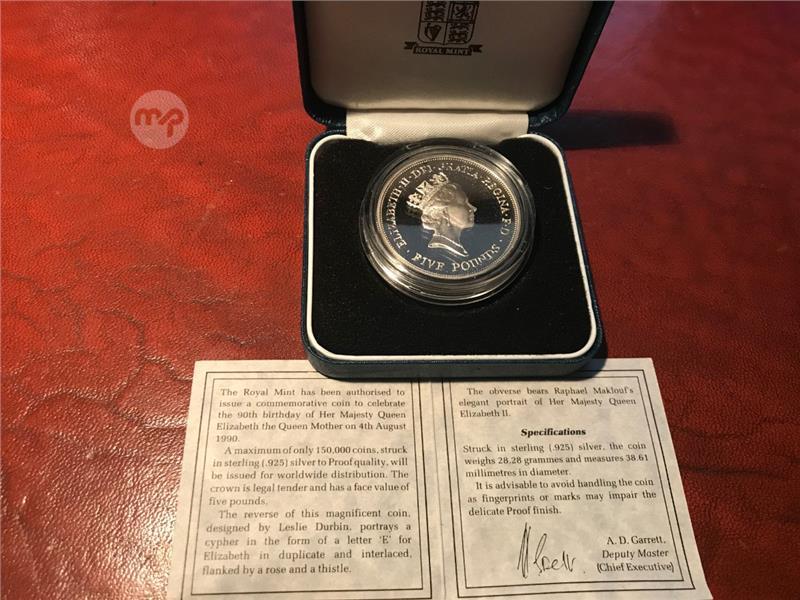 ROYAL MINT
mp
ELIZABETH·II·DEI·GRATIA·REGINA·F·D·
·FIVE POUNDS·
The Royal Mint has been authorised to
issue a commemorative coin to celebrate
the 90th birthday of Her Majesty Queen
Elizabeth the Queen Mother on 4th August
1990.
A maximum of only 150,000 coins, struck
in sterling (.925) silver to Proof quality, will
be issued for worldwide distribution. The
crown is legal tender and has a face value of
five pounds.
The reverse of this magnificent coin,
designed by Leslie Durbin, portrays a
cypher in the form of a letter 'E' for
Elizabeth in duplicate and interlaced,
flanked by a rose and a thistle.
The obverse bears Raphael Maklouf's
elegant portrait of Her Majesty Queen
Elizabeth II.
Specifications
Struck in sterling (.925) silver, the coin
weighs 28.28 grammes and measures 38.61
millimetres in diameter.
It is advisable to avoid handling the coin
as fingerprints or marks may impair the
delicate Proof finish.
A. D. Garrett,
Deputy Master
(Chief Executive)